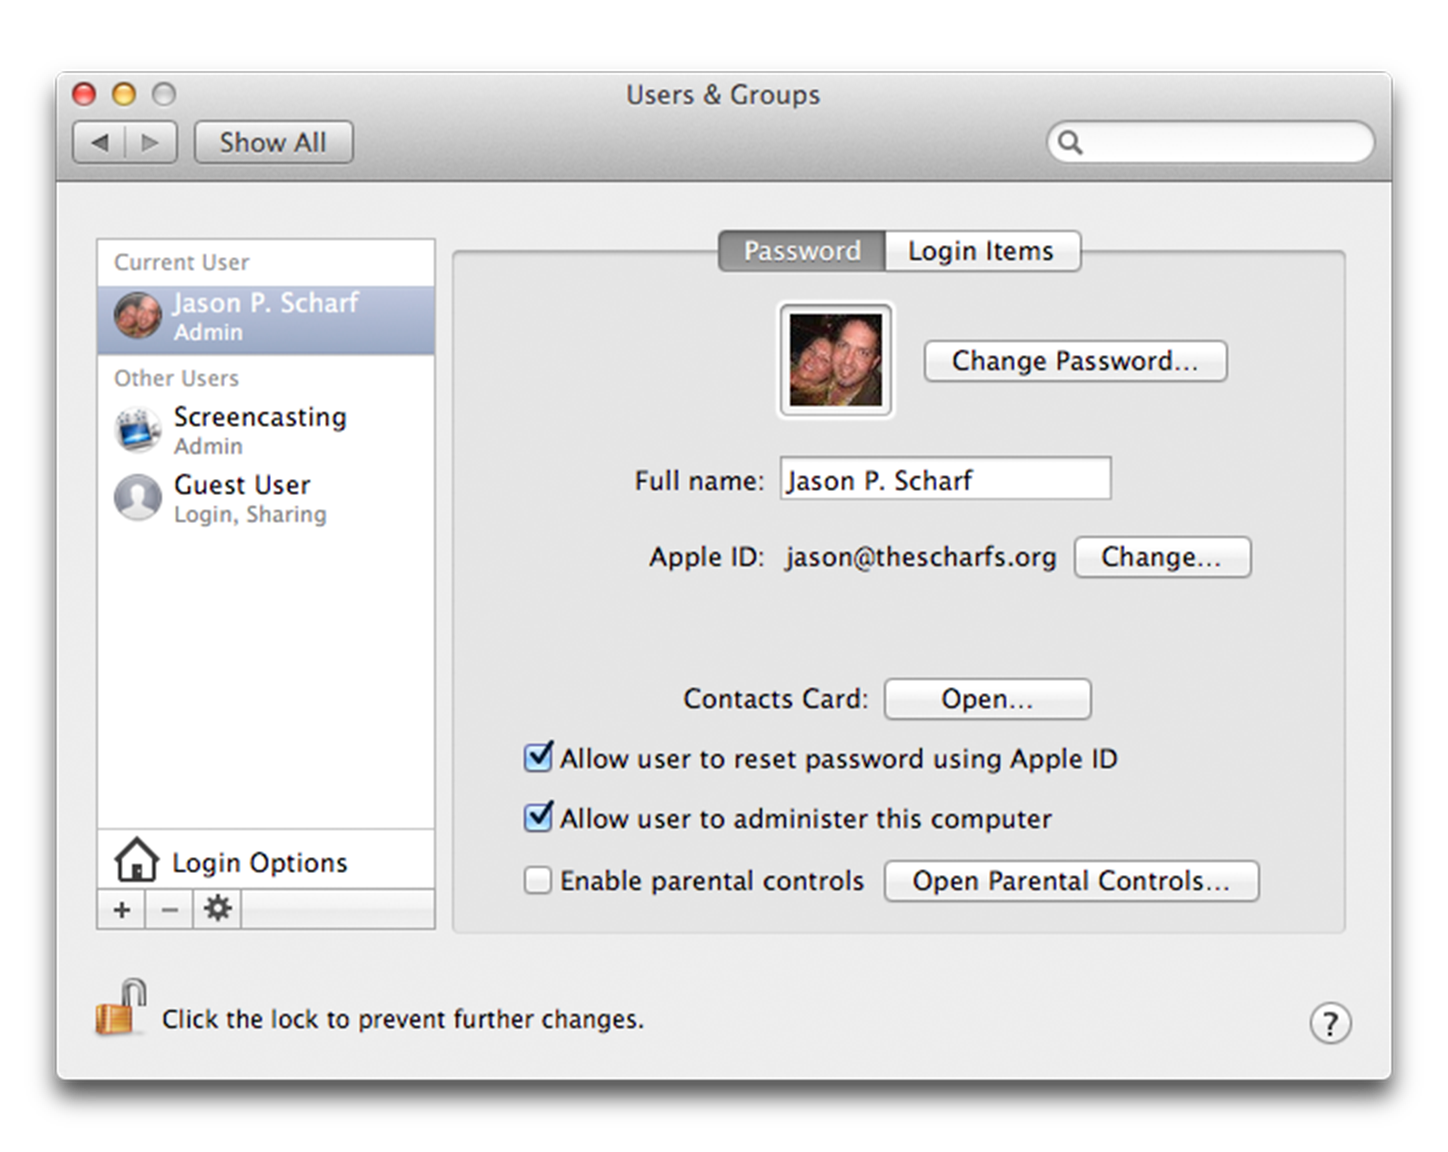 Users & Groups
Show All
Current User
Jason P. Scharf
Admin
Other Users
Screencasting
Admin
Guest User
Login, Sharing
Login Options
+ −
Password Login Items
Change Password...
Full name: Jason P. Scharf
Apple ID: jason@thescharfs.org Change...
Contacts Card: Open...
Allow user to reset password using Apple ID
Allow user to administer this computer
Enable parental controls Open Parental Controls...
Click the lock to prevent further changes.
?